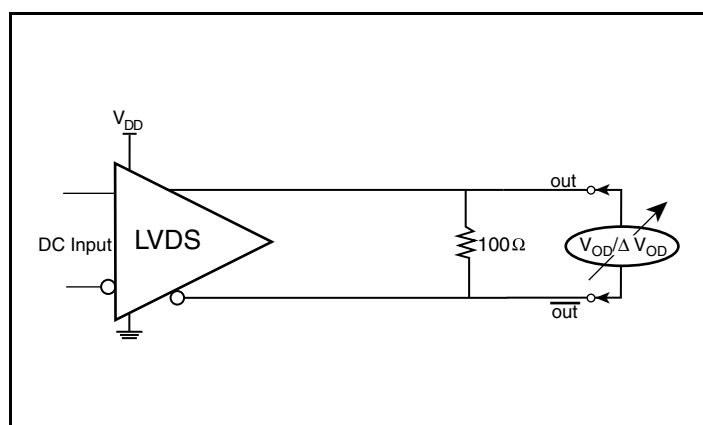 VDD
out
LVDS
DC Input
100Ω
VOD/Δ VOD
out